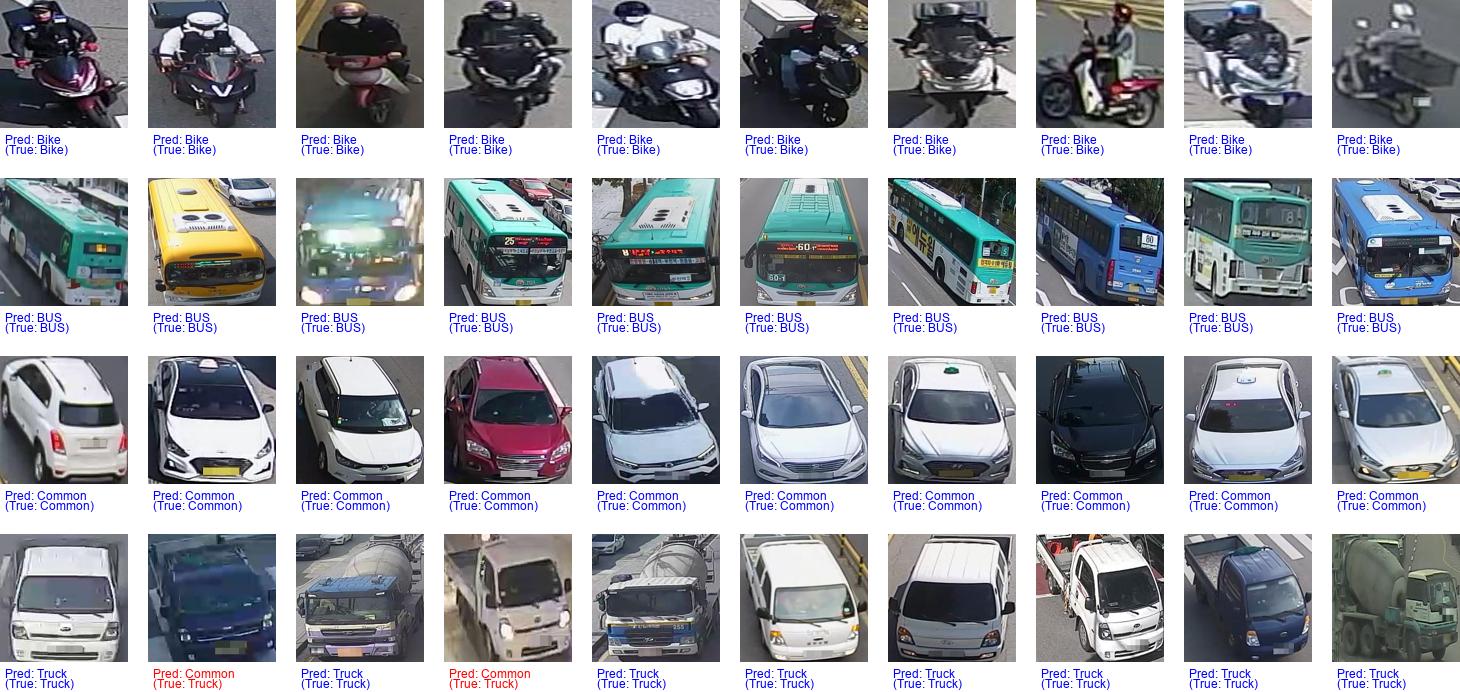 Pred: Bike
(True: Bike)
Pred: Bike
(True: Bike)
Pred: Bike
(True: Bike)
Pred: Bike
(True: Bike)
Pred: Bike
(True: Bike)
Pred: Bike
(True: Bike)
Pred: Bike
(True: Bike)
Pred: Bike
(True: Bike)
Pred: Bike
(True: Bike)
Pred: Bike
(True: Bike)
25
60-1
60-1
60
Pred: BUS
(True: BUS)
Pred: BUS
(True: BUS)
Pred: BUS
(True: BUS)
Pred: BUS
(True: BUS)
Pred: BUS
(True: BUS)
Pred: BUS
(True: BUS)
Pred: BUS
(True: BUS)
Pred: BUS
(True: BUS)
Pred: BUS
(True: BUS)
Pred: BUS
(True: BUS)
Pred: Common
(True: Common)
Pred: Common
(True: Common)
Pred: Common
(True: Common)
Pred: Common
(True: Common)
Pred: Common
(True: Common)
Pred: Common
(True: Common)
Pred: Common
(True: Common)
Pred: Common
(True: Common)
Pred: Common
(True: Common)
Pred: Common
(True: Common)
255
Pred: Truck
(True: Truck)
Pred: Common
(True: Truck)
Pred: Truck
(True: Truck)
Pred: Common
(True: Truck)
Pred: Truck
(True: Truck)
Pred: Truck
(True: Truck)
Pred: Truck
(True: Truck)
Pred: Truck
(True: Truck)
Pred: Truck
(True: Truck)
Pred: Truck
(True: Truck)